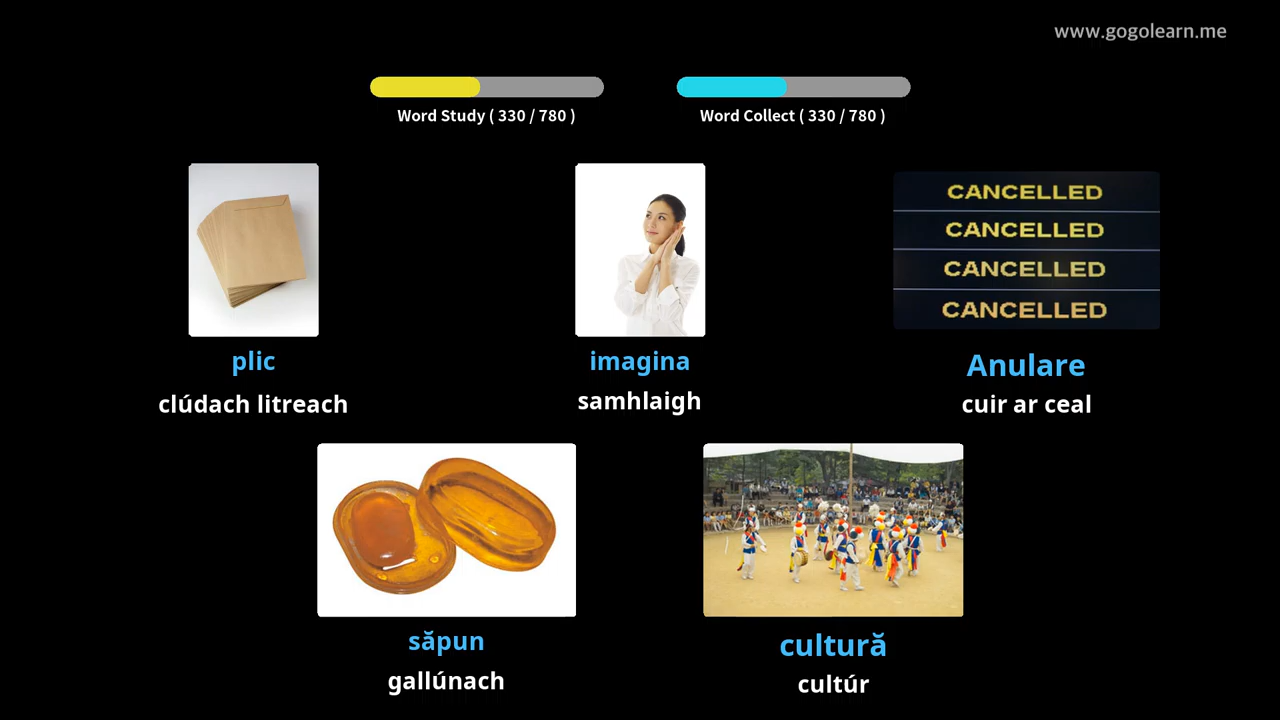 www.gogolearn.me
Word Study ( 330 / 780 )
Word Collect ( 330 / 780 )
CANCELLED
CANCELLED
CANCELLED
CANCELLED
plic
clúdach litreach
imagina
samhlaigh
Anulare
cuir ar ceal
săpun
gallúnach
cultură
cultúr